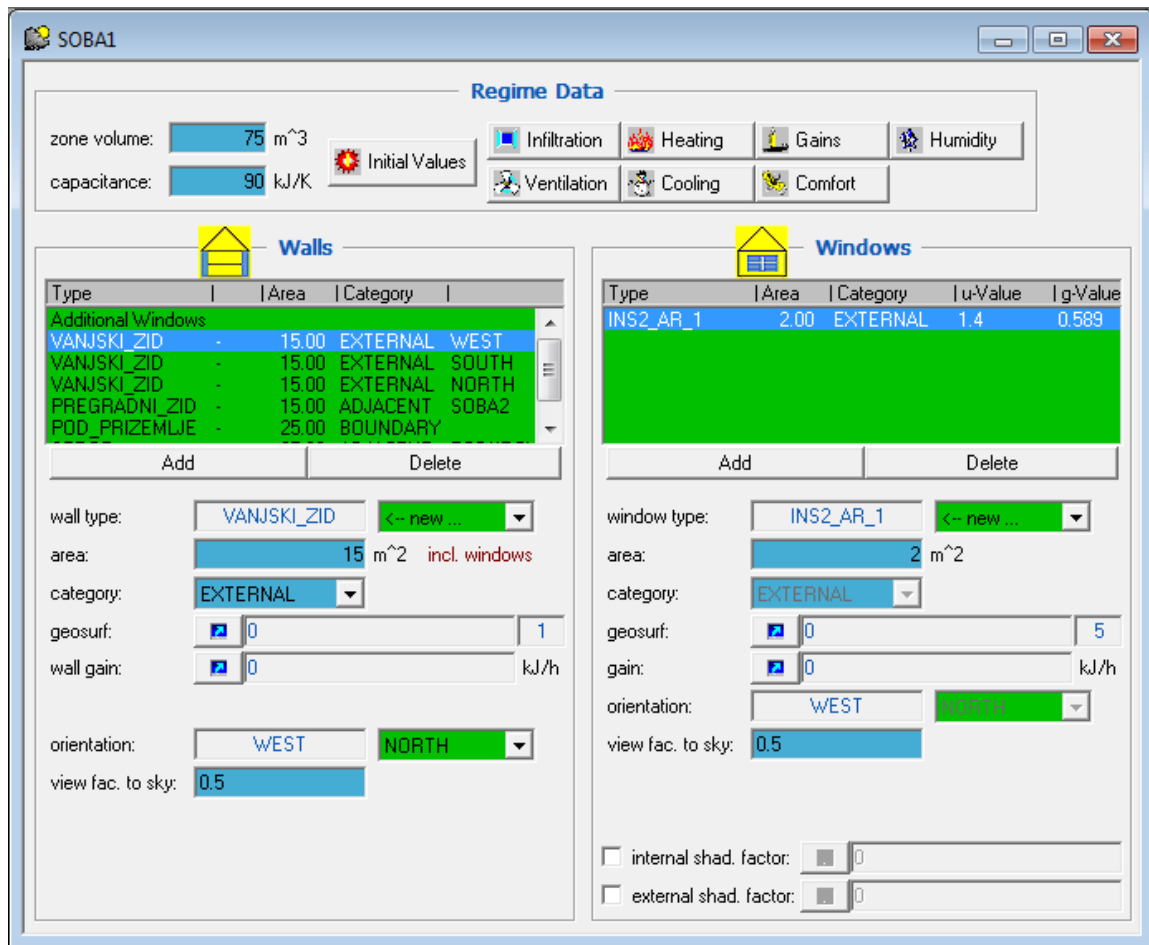 SOBA1
Regime Data
zone volume: 75 m^3
capacitance: 90 kJ/K
Initial Values
Infiltration Heating Gains Humidity
Ventilation Cooling Comfort
Walls
Type | | Area | Category |
Additional Windows
VANJSKI_ZID - 15.00 EXTERNAL WEST
VANJSKI_ZID - 15.00 EXTERNAL SOUTH
VANJSKI_ZID - 15.00 EXTERNAL NORTH
PREGRADNI_ZID - 15.00 ADJACENT SOBA2
POD_PRIZEMLJE - 25.00 BOUNDARY
Add Delete
wall type: VANJSKI_ZID <-- new ...
area: 15 m^2 incl. windows
category: EXTERNAL
geosurf: 0 1
wall gain: 0 kJ/h
orientation: WEST NORTH
view fac. to sky: 0.5
Windows
Type | Area | Category | u-Value | g-Value
INS2_AR_1 2.00 EXTERNAL 1.4 0.589
Add Delete
window type: INS2_AR_1 <-- new ...
area: 2 m^2
category: EXTERNAL
geosurf: 0 5
gain: 0 kJ/h
orientation: WEST NORTH
view fac. to sky: 0.5
internal shad. factor: 0
external shad. factor: 0